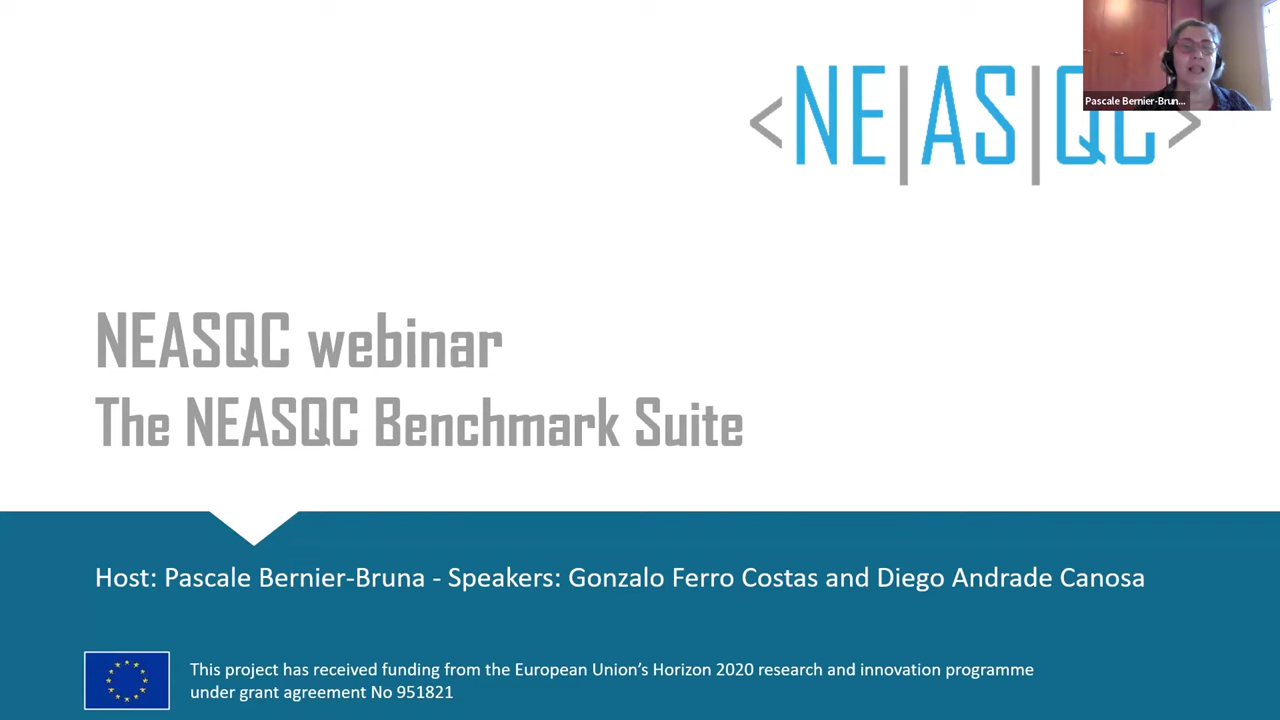 <NE|AS|QC>
Pascale Bernier-Brun...
NEASQC webinar
The NEASQC Benchmark Suite
Host: Pascale Bernier-Bruna - Speakers: Gonzalo Ferro Costas and Diego Andrade Canosa
This project has received funding from the European Union’s Horizon 2020 research and innovation programme
under grant agreement No 951821